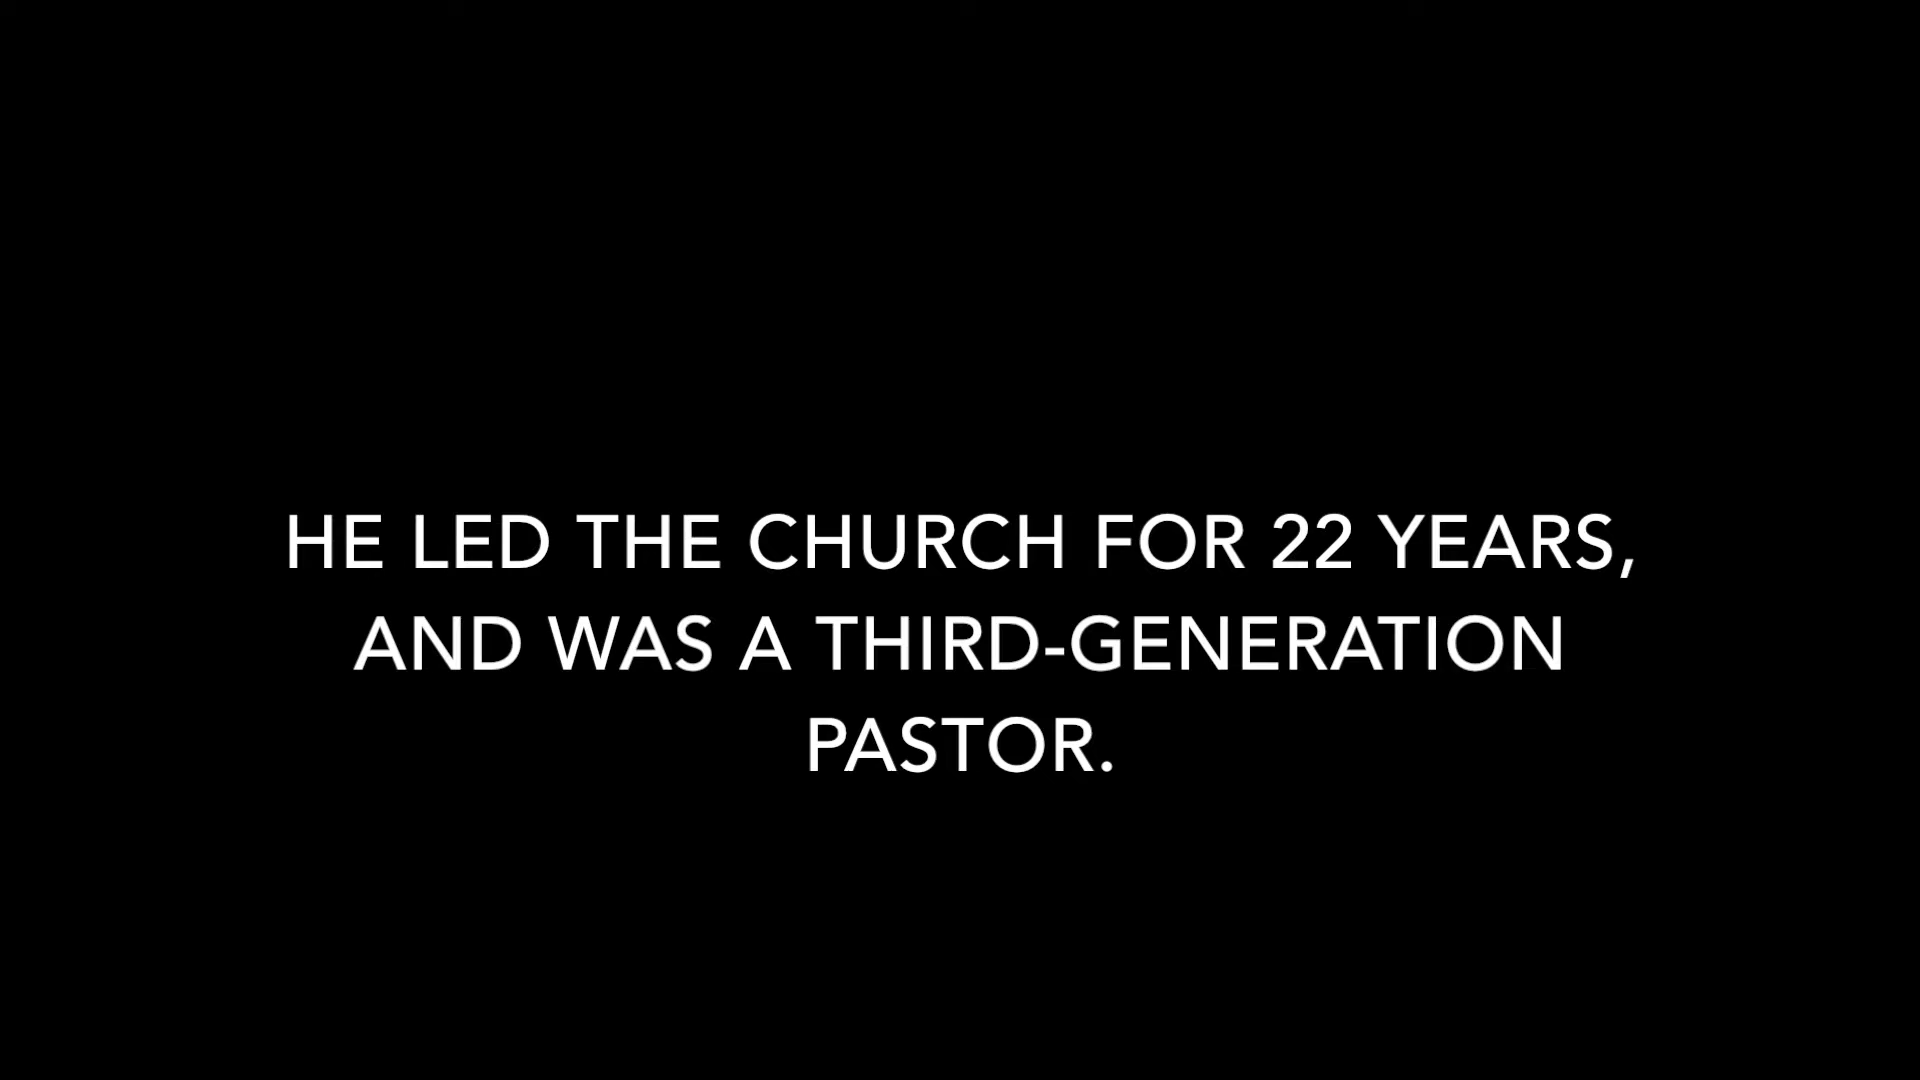 HE LED THE CHURCH FOR 22 YEARS,
AND WAS A THIRD-GENERATION
PASTOR.